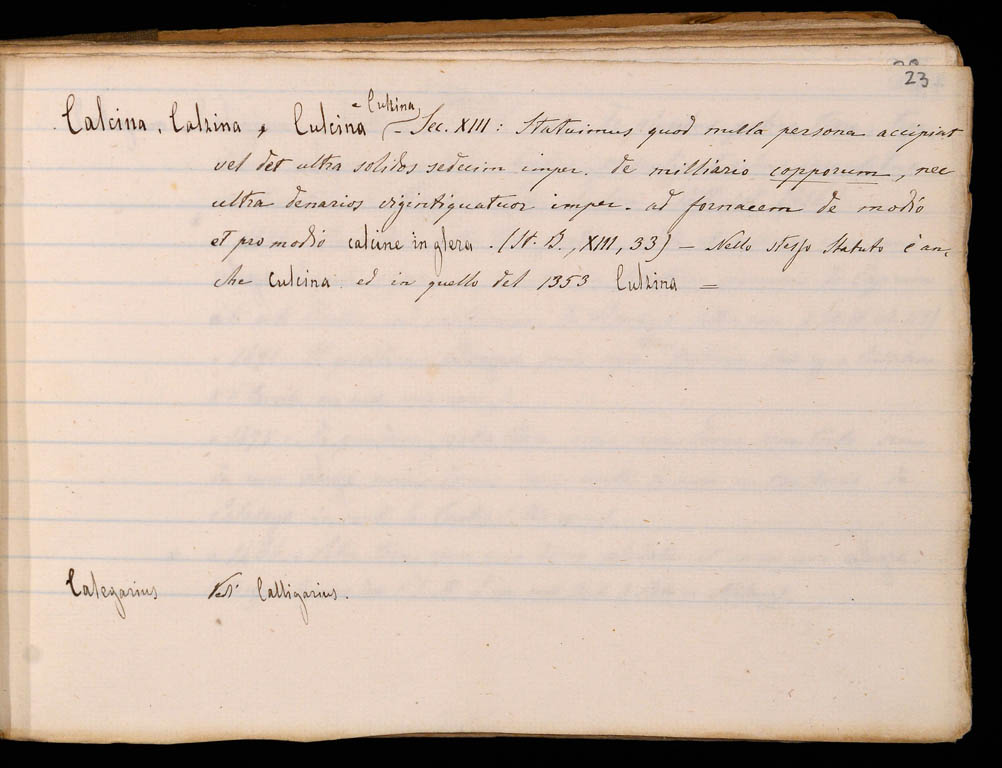 23
Calcina, Calzina, Culcina e Culzina - Sec. XIII: Statuimus quod nulla persona accipiat
vel det ultra solidos sedecim imper. de milliario copporum, nec
ultra denarios vigintiquatuor imper. ad fornacem de modio
et pro modio calcine in glera. (St. B., XIII, 33) - Nello stesso Statuto è an-
che culcina ed in quello del 1353 Culzina =
Calegarius Vedi Calligarius.